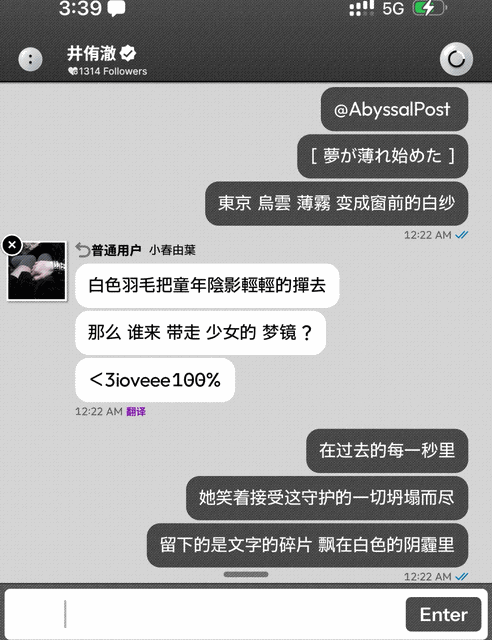 3:39
5G
井侑澈
31314 Followers
@AbyssalPost
[ 夢が薄れ始めた ]
東京 烏雲 薄霧 变成窗前的白纱
12:22 AM
普通用户 小春由葉
白色羽毛把童年陰影輕輕的撣去
那么 谁来 带走 少女的 梦镜？
<3ioveee100%
12:22 AM 翻译
在过去的每一秒里
她笑着接受这守护的一切坍塌而尽
留下的是文字的碎片 飘在白色的阴霾里
12:22 AM
Enter